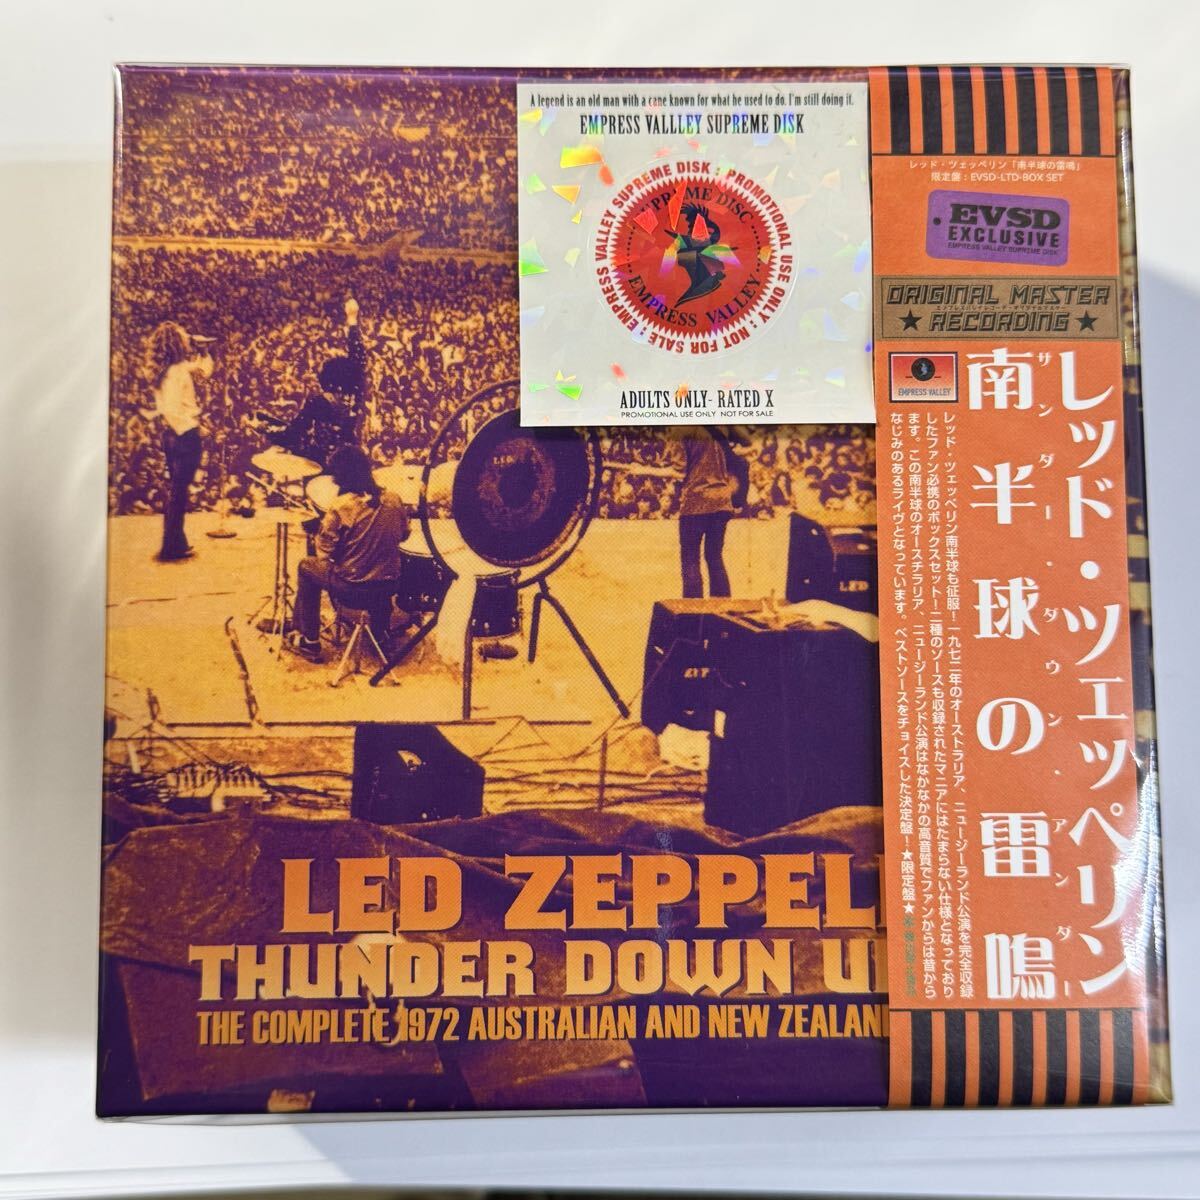 A legend is an old man with a cane known for what he used to do. I'm still doing it.
EMPRESS VALLLEY SUPREME DISK
EMPRESS VALLEY SUPREME DISK : PROMOTIONAL USE ONLY : NOT FOR SALE :
SUPREME DISC
EMPRESS VALLEY
ADULTS ONLY- RATED X
PROMOTIONAL USE ONLY NOT FOR SALE
LED
LED
ZEP
LED ZEPPELI
THUNDER DOWN U
THE COMPLETE 1972 AUSTRALIAN AND NEW ZEALAN
レッド・ツェッペリン「南半球の雷鳴」
限定盤：EVSD-LTD-BOX SET
EVSD
EXCLUSIVE
EMPRESS VALLEY SUPREME DISK
ORIGINAL MASTER
★ RECORDING ★
EMPRESS VALLEY
レッド・ツェッペリン
南半球の雷鳴
サンダー・ダウン・アンダー
レッド・ツェッペリン南半球も征服！一九七二年のオーストラリア、ニュージーランド公演を完全収録
したファン必携のボックスセット！二種のソースも収録されたマニアにはたまらない仕様となっており
ます。この南半球のオーストラリア、ニュージーランド公演はなかなかの高音質でファンからは昔から
なじみのあるライヴとなっています。ベストソースをチョイスした決定盤！★限定盤★